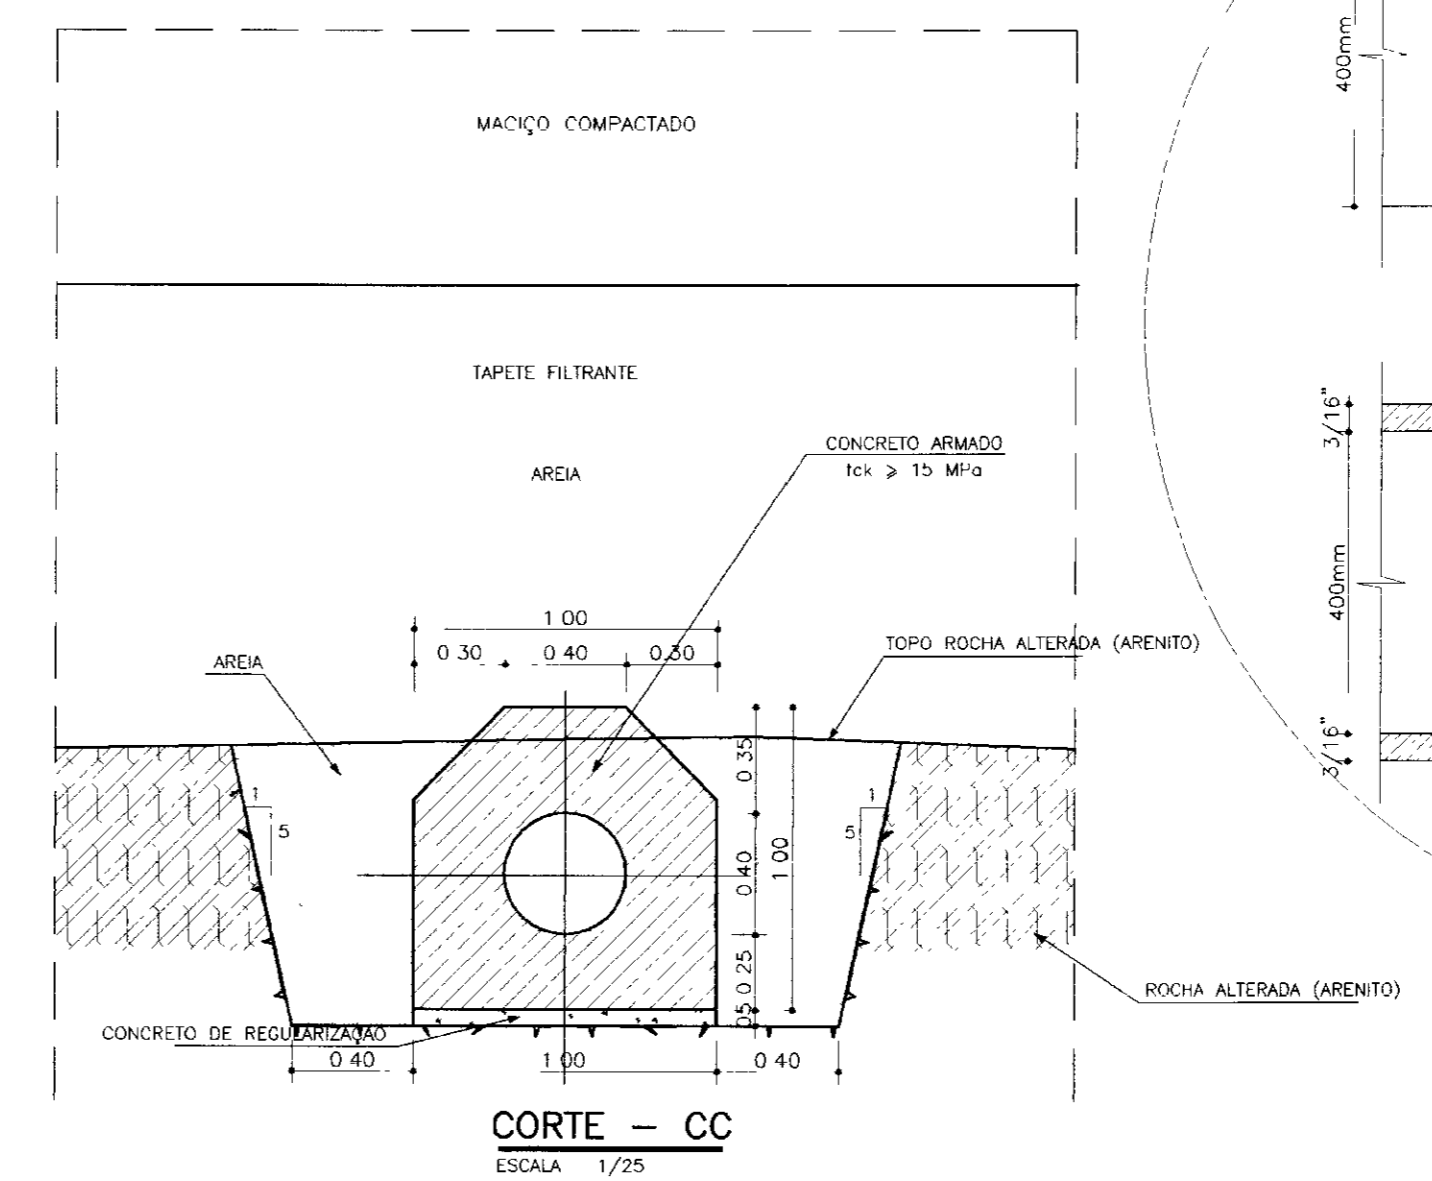 400mm
MACIÇO COMPACTADO
TAPETE FILTRANTE
3/16"
CONCRETO ARMADO
fck ⩾ 15 MPa
AREIA
400mm
1 00
0 30 0 40 0,30
TOPO ROCHA ALTERADA (ARENITO)
AREIA
0 35
3/16"
1
5
1
5
0 40
1 00
0 25
05
ROCHA ALTERADA (ARENITO)
CONCRETO DE REGULARIZAÇÃO
0 40 1 00 0 40
CORTE – CC
ESCALA 1/25